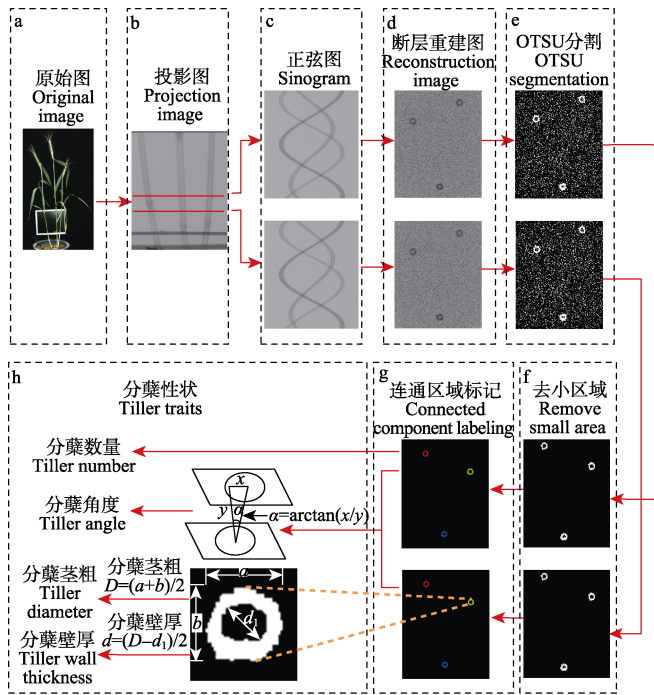 a
原始图
Original
image
b
投影图
Projection
image
c
正弦图
Sinogram
d
断层重建图
Reconstruction
image
e
OTSU分割
OTSU
segmentation
h
分蘖性状
Tiller traits
分蘖数量
Tiller number
分蘖角度
Tiller angle
x
y
α
α=arctan(x/y)
分蘖茎粗
Tiller
diameter
分蘖茎粗
D=(a+b)/2
分蘖壁厚
Tiller wall
thickness
分蘖壁厚
d=(D–d₁)/2
a
b
d₁
g
连通区域标记
Connected
component labeling
f
去小区域
Remove
small area